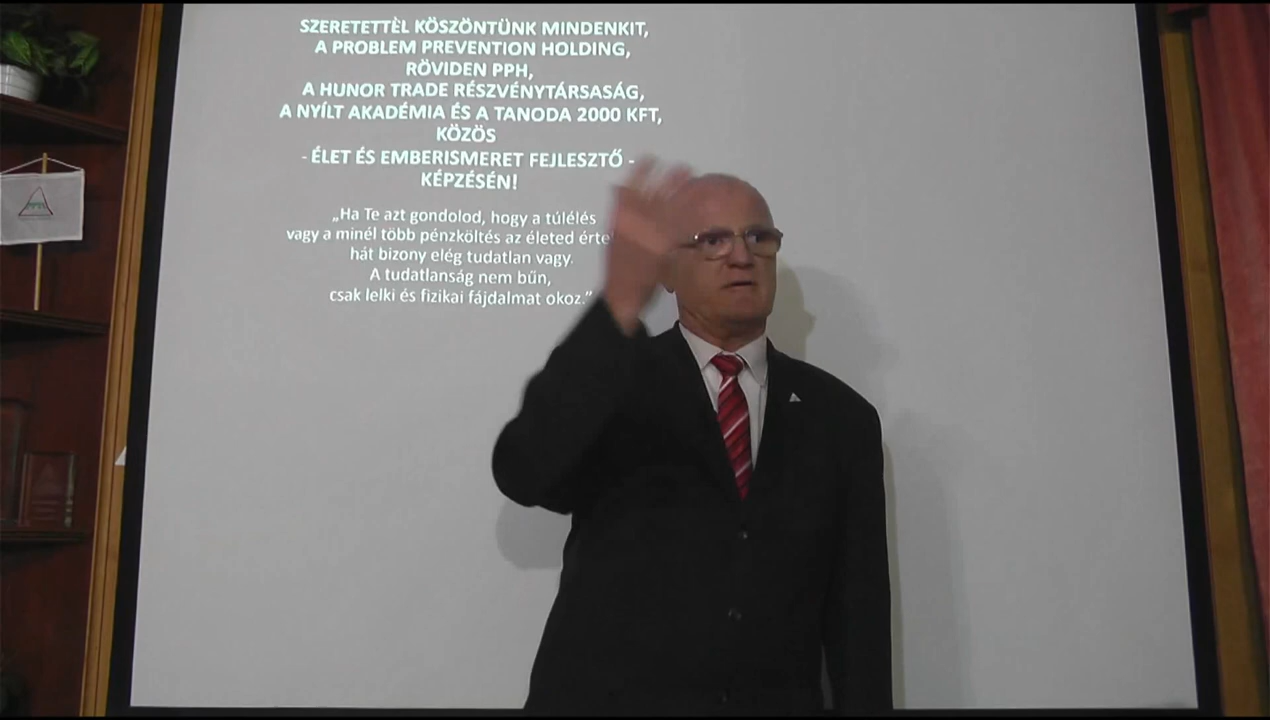 SZERETETTÈL KÖSZÖNTÜNK MINDENKIT,
A PROBLEM PREVENTION HOLDING,
RÖVIDEN PPH,
A HUNOR TRADE RÉSZVÉNYTÁRSASÁG,
A NYÍLT AKADÉMIA ÉS A TANODA 2000 KFT,
KÖZÖS
- ÉLET ÉS EMBERISMERET FEJLESZTŐ -
KÉPZÉSÉN!
„Ha Te azt gondolod, hogy a túlélés
vagy a minél több pénzköltés az életed
hát bizony elég tudatlan vagy.
A tudatlanság nem bűn,
csak lelki és fizikai fájdalmat okoz.”